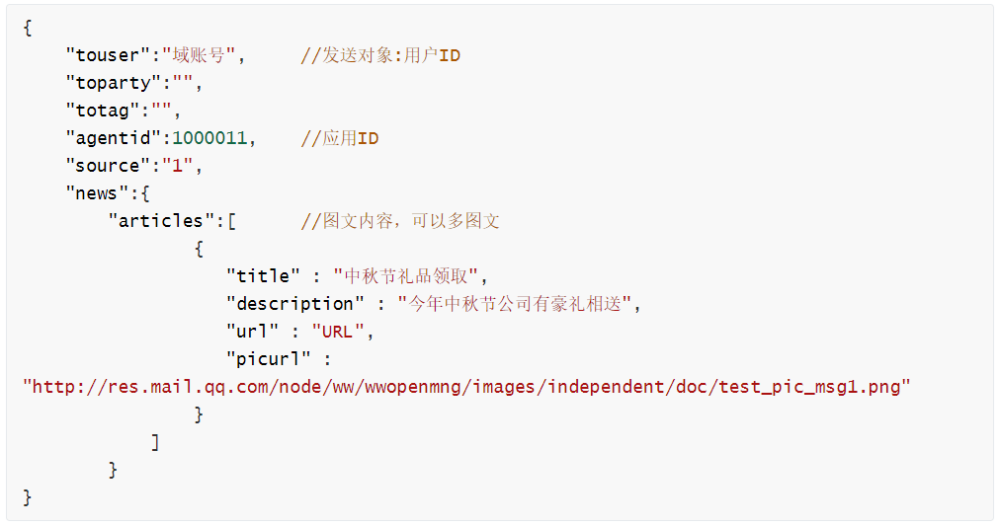 {
    "touser":"域账号",     //发送对象:用户ID
    "toparty":"",
    "totag":"",
    "agentid":1000011,    //应用ID
    "source":"1",
    "news":{
        "articles":[      //图文内容，可以多图文
                {
                   "title" : "中秋节礼品领取",
                   "description" : "今年中秋节公司有豪礼相送",
                   "url" : "URL",
                   "picurl" :
"http://res.mail.qq.com/node/ww/wwopenmng/images/independent/doc/test_pic_msg1.png"
                }
            ]
        }
}